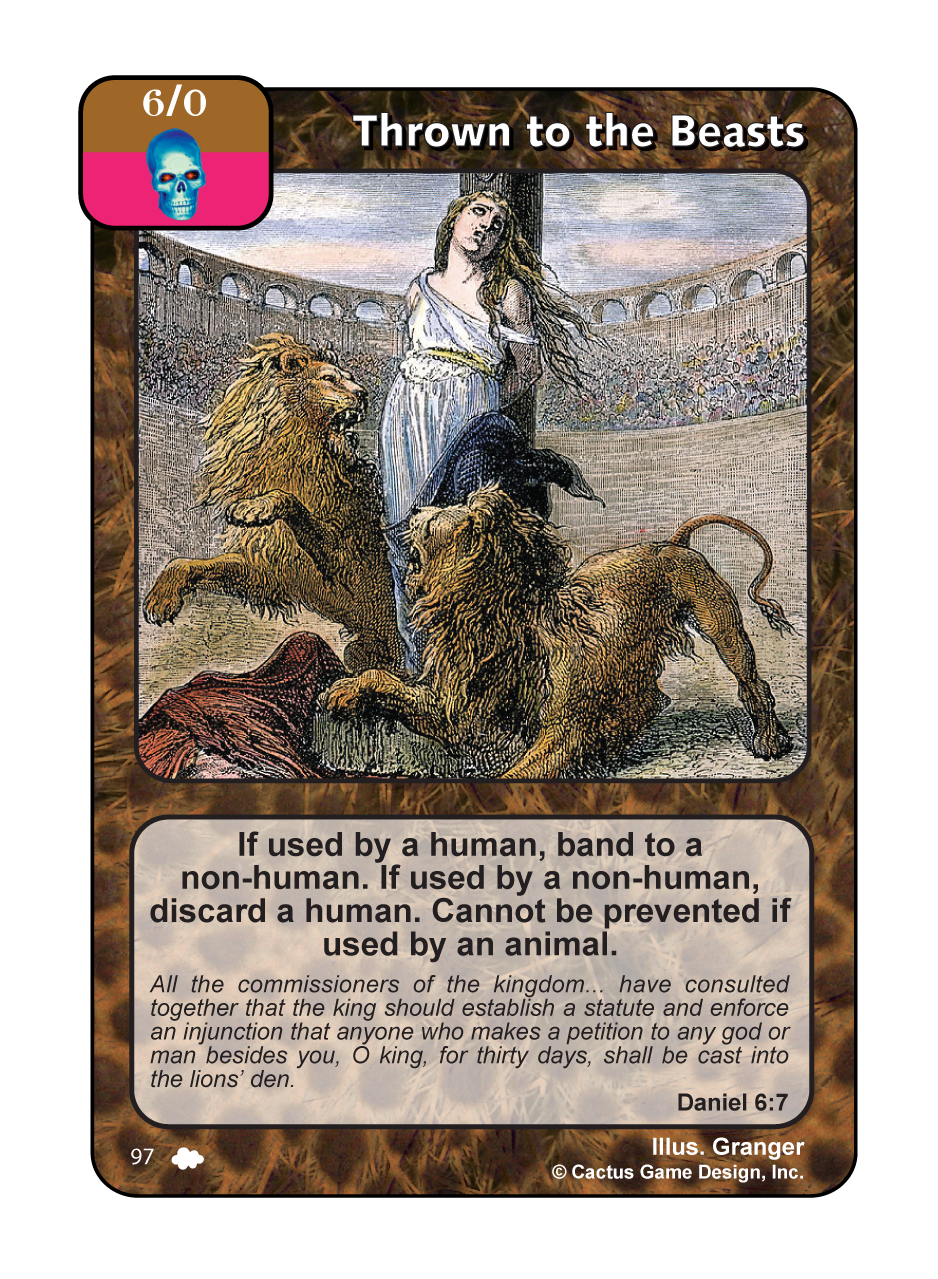 6/0
Thrown to the Beasts
If used by a human, band to a
non-human. If used by a non-human,
discard a human. Cannot be prevented if
used by an animal.
All the commissioners of the kingdom... have consulted
together that the king should establish a statute and enforce
an injunction that anyone who makes a petition to any god or
man besides you, O king, for thirty days, shall be cast into
the lions' den.
Daniel 6:7
97
Illus. Granger
© Cactus Game Design, Inc.